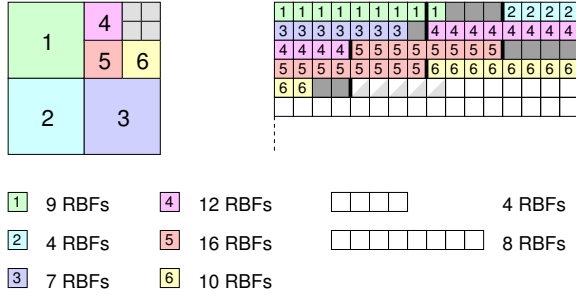 4
1
5 6
2 3
1 1 1 1 1 1 1 1 1 2 2 2 2
3 3 3 3 3 3 3 4 4 4 4 4 4 4 4
4 4 4 4 5 5 5 5 5 5 5 5
5 5 5 5 5 5 5 5 6 6 6 6 6 6 6 6
6 6
1 9 RBFs 4 12 RBFs 4 RBFs
2 4 RBFs 5 16 RBFs 8 RBFs
3 7 RBFs 6 10 RBFs